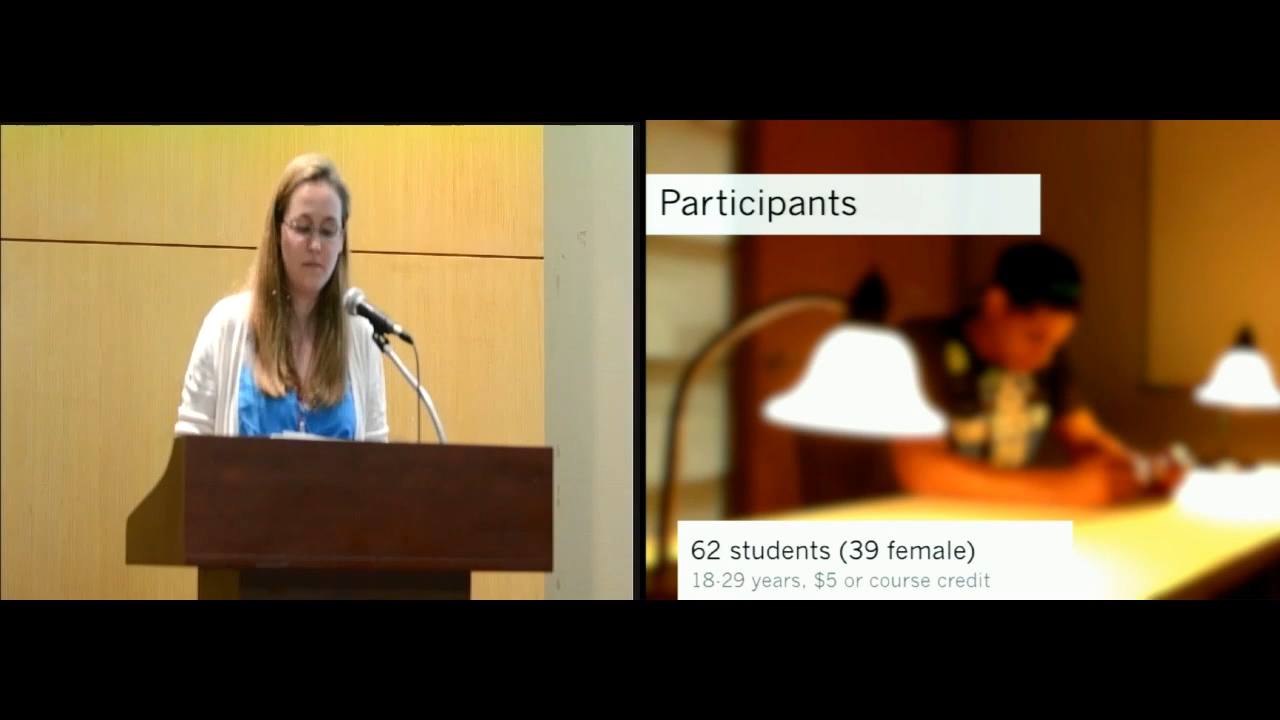 Participants
62 students (39 female)
18-29 years, $5 or course credit